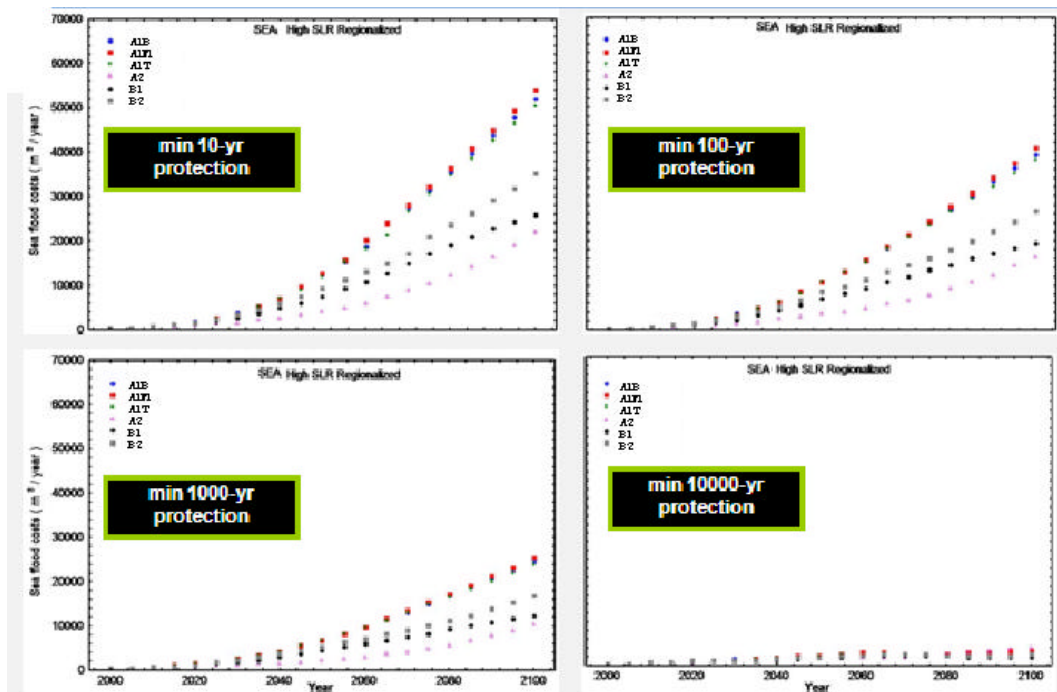 70000
60000
50000
40000
30000
20000
10000
0
Sea flood costs ( m $ / year )
SEA High SLR Regionalized
A1B
A1FI
A1T
A2
B1
B2
min 10-yr
protection
SEA High SLR Regionalized
A1B
A1FI
A1T
A2
B1
B2
min 100-yr
protection
70000
60000
50000
40000
30000
20000
10000
0
Sea flood costs ( m $ / year )
SEA High SLR Regionalized
A1B
A1FI
A1T
A2
B1
B2
min 1000-yr
protection
2000 2020 2040 2060 2080 2100
Year
SEA High SLR Regionalized
A1B
A1FI
A1T
A2
B1
B2
min 10000-yr
protection
2000 2020 2040 2060 2080 2100
Year